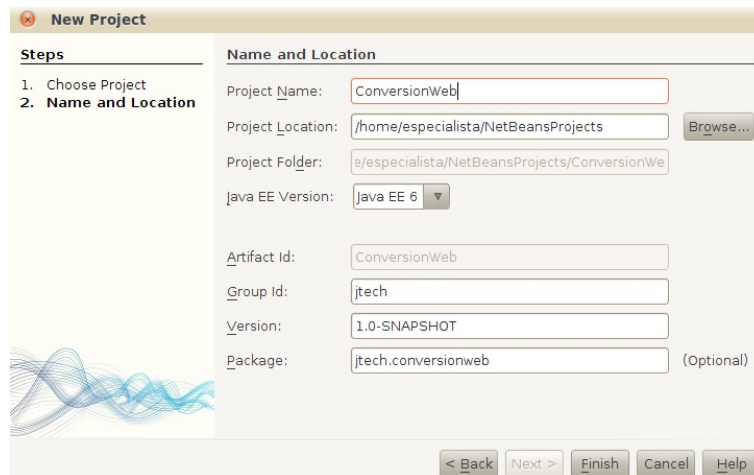 New Project
Steps
1. Choose Project
2. Name and Location
Name and Location
Project Name: ConversionWeb
Project Location: /home/especialista/NetBeansProjects Browse...
Project Folder: e/especialista/NetBeansProjects/ConversionWe
Java EE Version: Java EE 6
Artifact Id: ConversionWeb
Group Id: jtech
Version: 1.0-SNAPSHOT
Package: jtech.conversionweb (Optional)
< Back Next > Finish Cancel Help